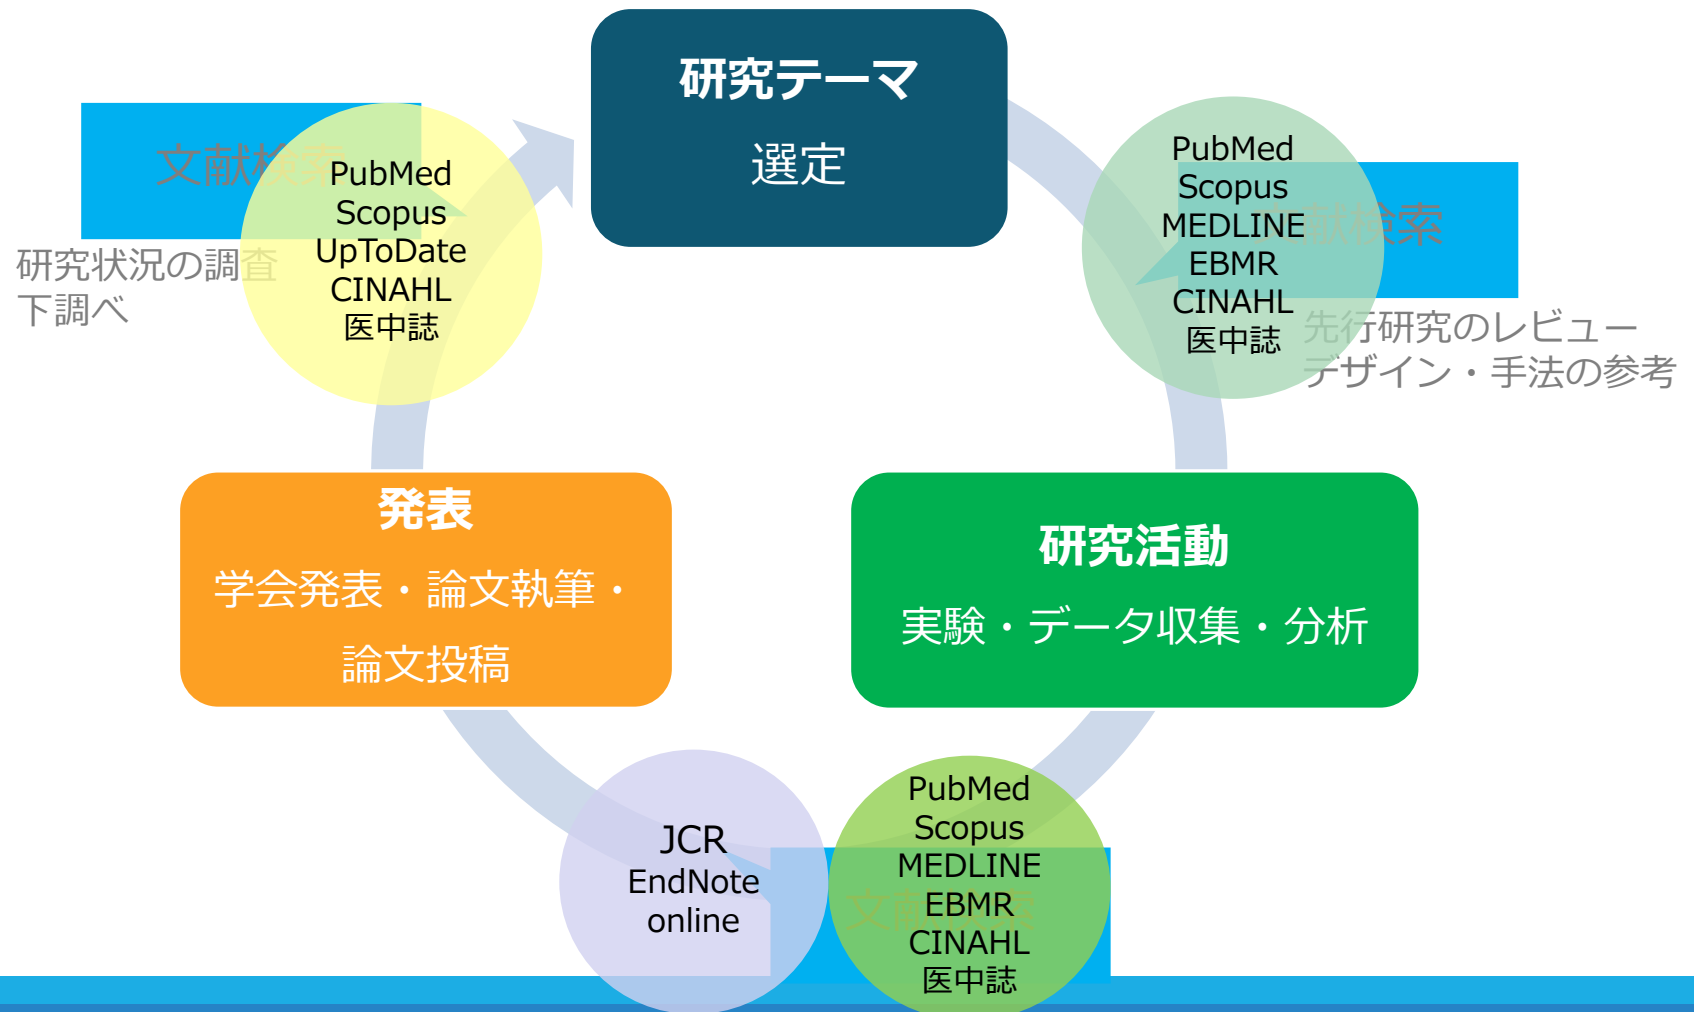 研究テーマ
選定
文献検索
PubMed
Scopus
UpToDate
CINAHL
医中誌
研究状況の調査
下調べ
PubMed
Scopus
MEDLINE
EBMR
CINAHL
医中誌
文献検索
先行研究のレビュー
デザイン・手法の参考
発表
学会発表・論文執筆・
論文投稿
研究活動
実験・データ収集・分析
JCR
EndNote
online
PubMed
Scopus
MEDLINE
EBMR
CINAHL
医中誌
文献検索